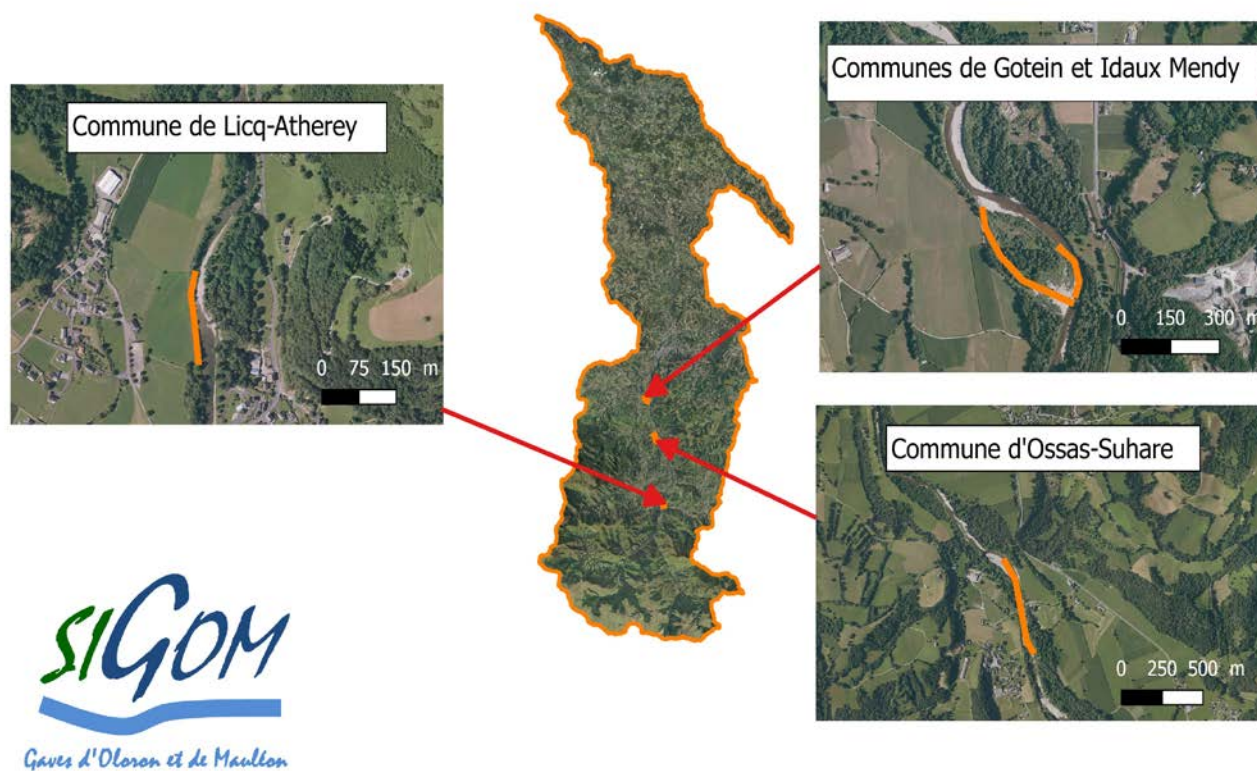 Commune de Licq-Atherey
0 75 150 m
Communes de Gotein et Idaux Mendy
0 150 300 m
Commune d'Ossas-Suhare
0 250 500 m
SIGOM
Gaves d'Oloron et de Mauléon